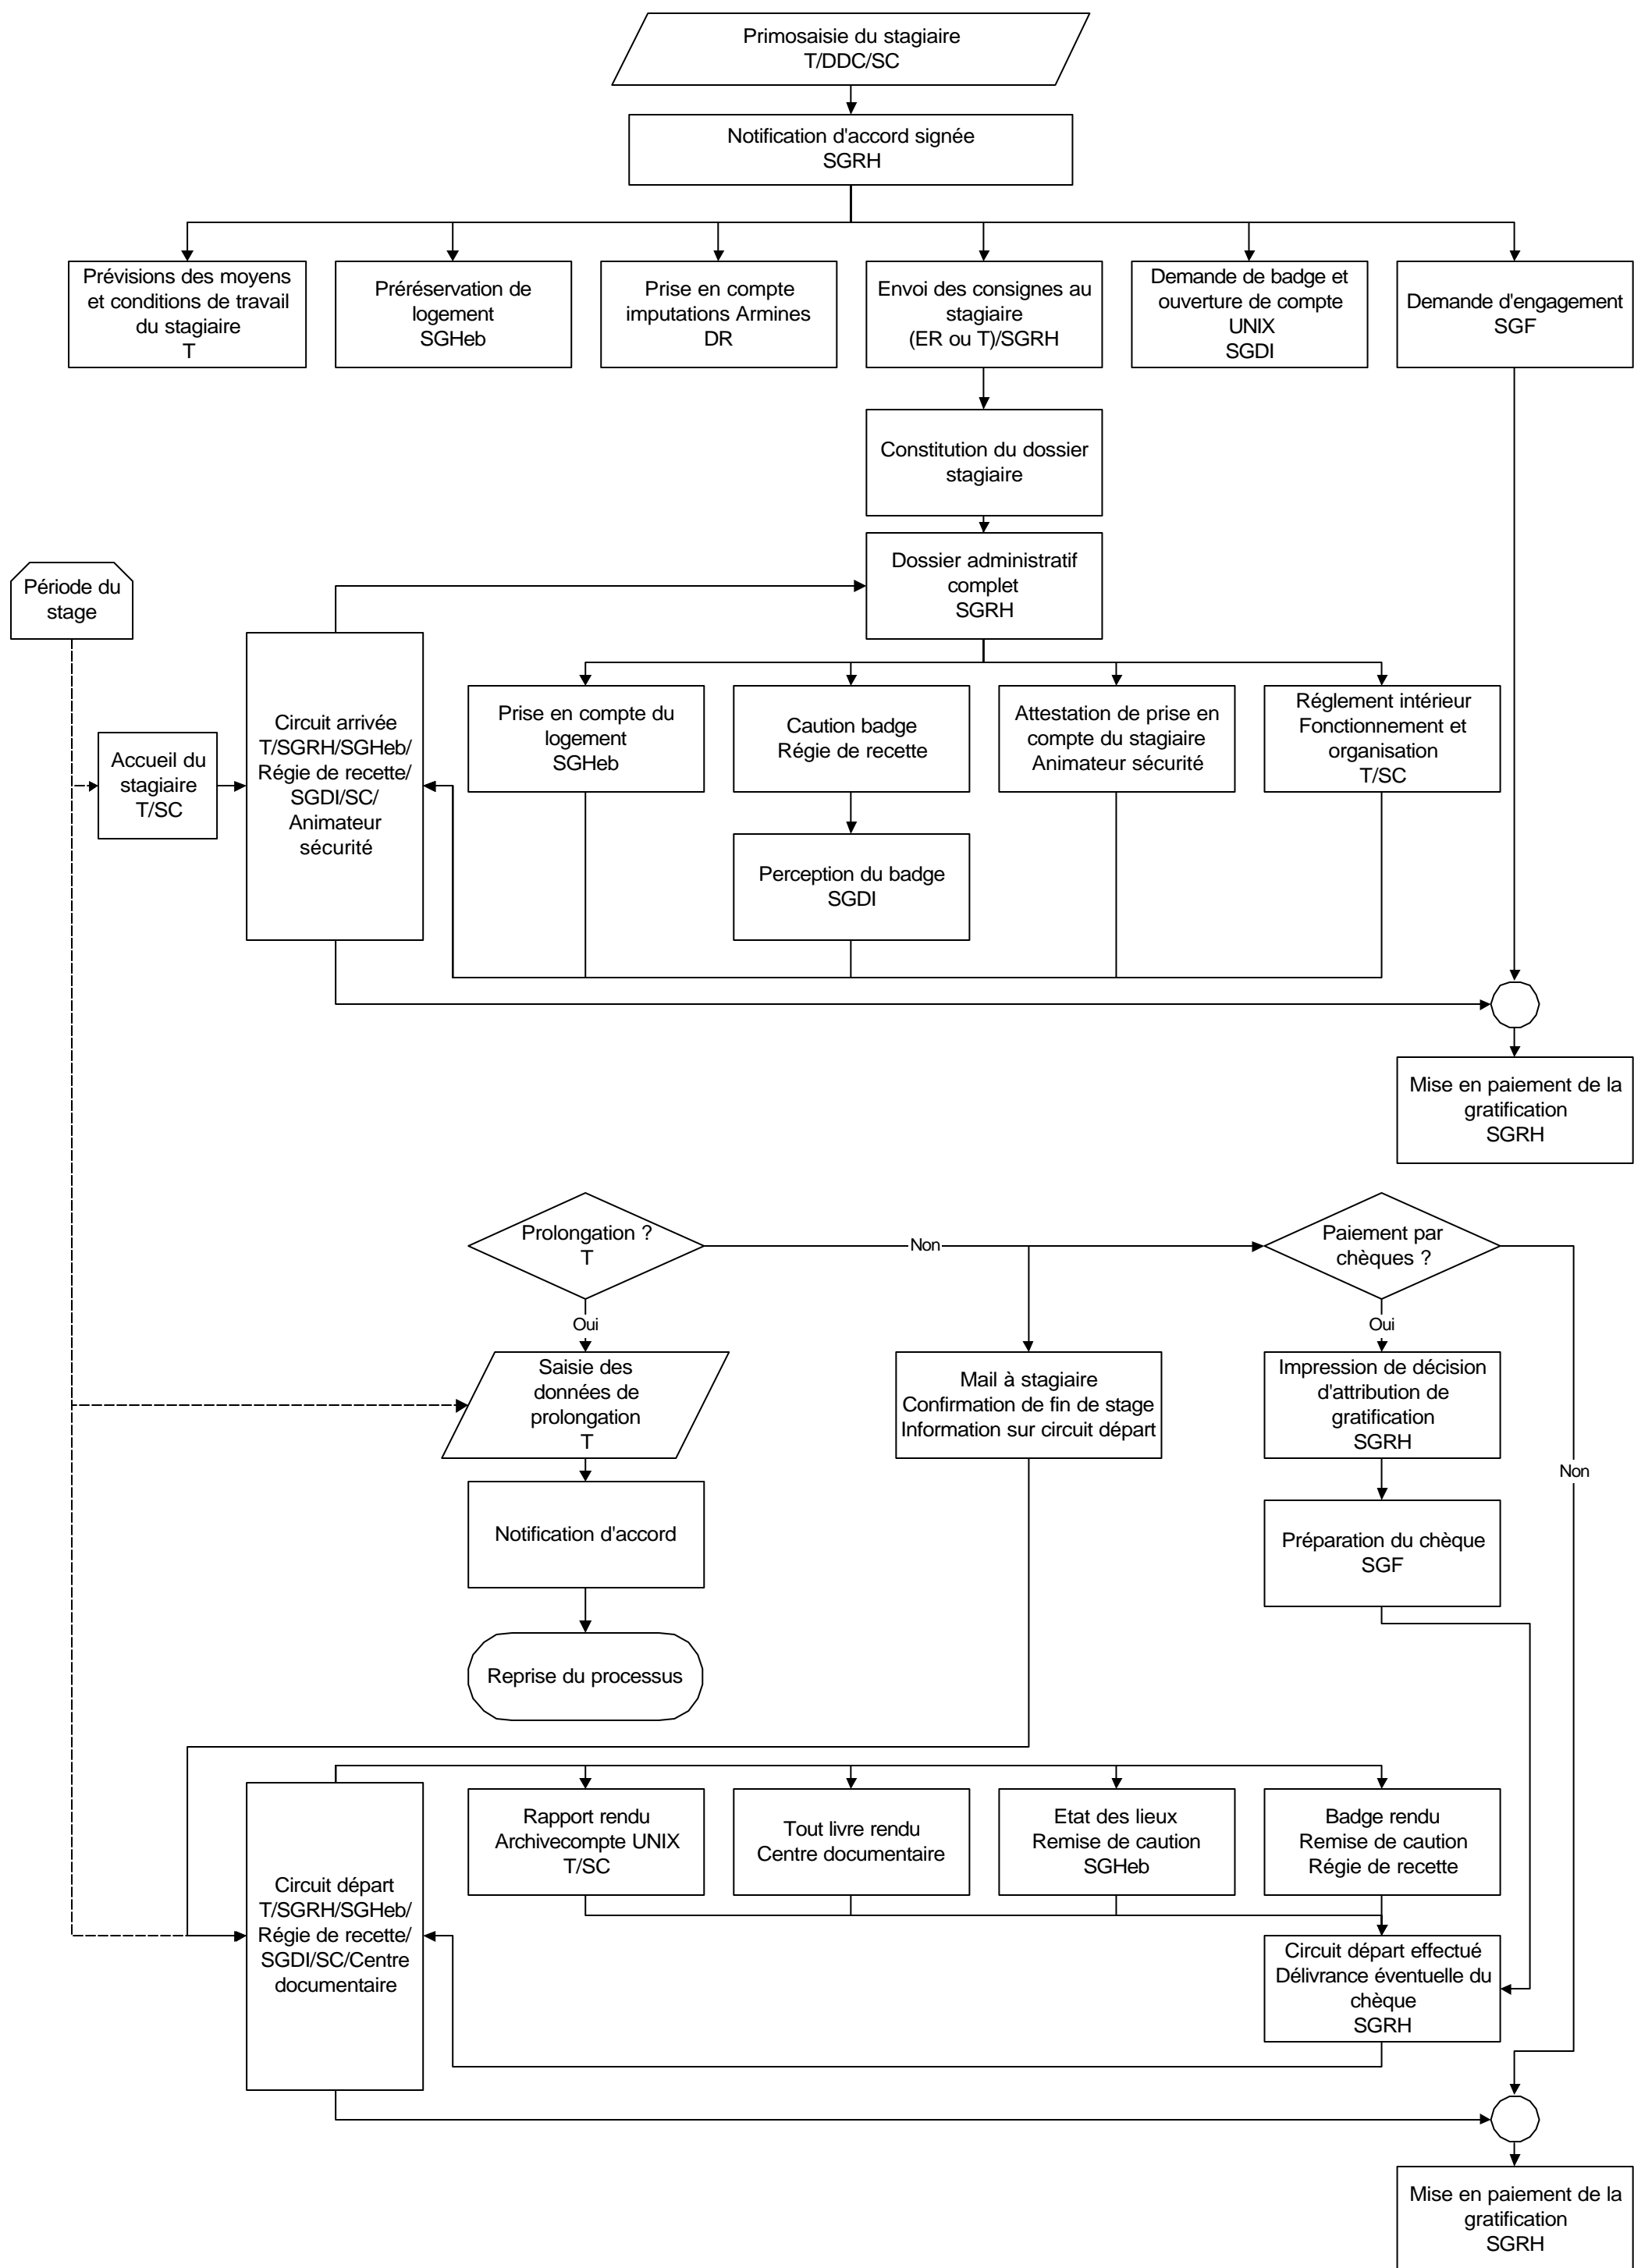 Primosaisie du stagiaire
T/DDC/SC
Notification d'accord signée
SGRH
Prévisions des moyens
et conditions de travail
du stagiaire
T
Préréservation de
logement
SGHeb
Prise en compte
imputations Armines
DR
Envoi des consignes au
stagiaire
(ER ou T)/SGRH
Demande de badge et
ouverture de compte
UNIX
SGDI
Demande d'engagement
SGF
Constitution du dossier
stagiaire
Dossier administratif
complet
SGRH
Période du
stage
Accueil du
stagiaire
T/SC
Circuit arrivée
T/SGRH/SGHeb/
Régie de recette/
SGDI/SC/
Animateur
sécurité
Prise en compte du
logement
SGHeb
Caution badge
Régie de recette
Attestation de prise en
compte du stagiaire
Animateur sécurité
Réglement intérieur
Fonctionnement et
organisation
T/SC
Perception du badge
SGDI
Mise en paiement de la
gratification
SGRH
Prolongation ?
T
Non
Paiement par
chèques ?
Oui
Oui
Saisie des
données de
prolongation
T
Mail à stagiaire
Confirmation de fin de stage
Information sur circuit départ
Impression de décision
d'attribution de
gratification
SGRH
Non
Notification d'accord
Préparation du chèque
SGF
Reprise du processus
Circuit départ
T/SGRH/SGHeb/
Régie de recette/
SGDI/SC/Centre
documentaire
Rapport rendu
Archivecompte UNIX
T/SC
Tout livre rendu
Centre documentaire
Etat des lieux
Remise de caution
SGHeb
Badge rendu
Remise de caution
Régie de recette
Circuit départ effectué
Délivrance éventuelle du
chèque
SGRH
Mise en paiement de la
gratification
SGRH